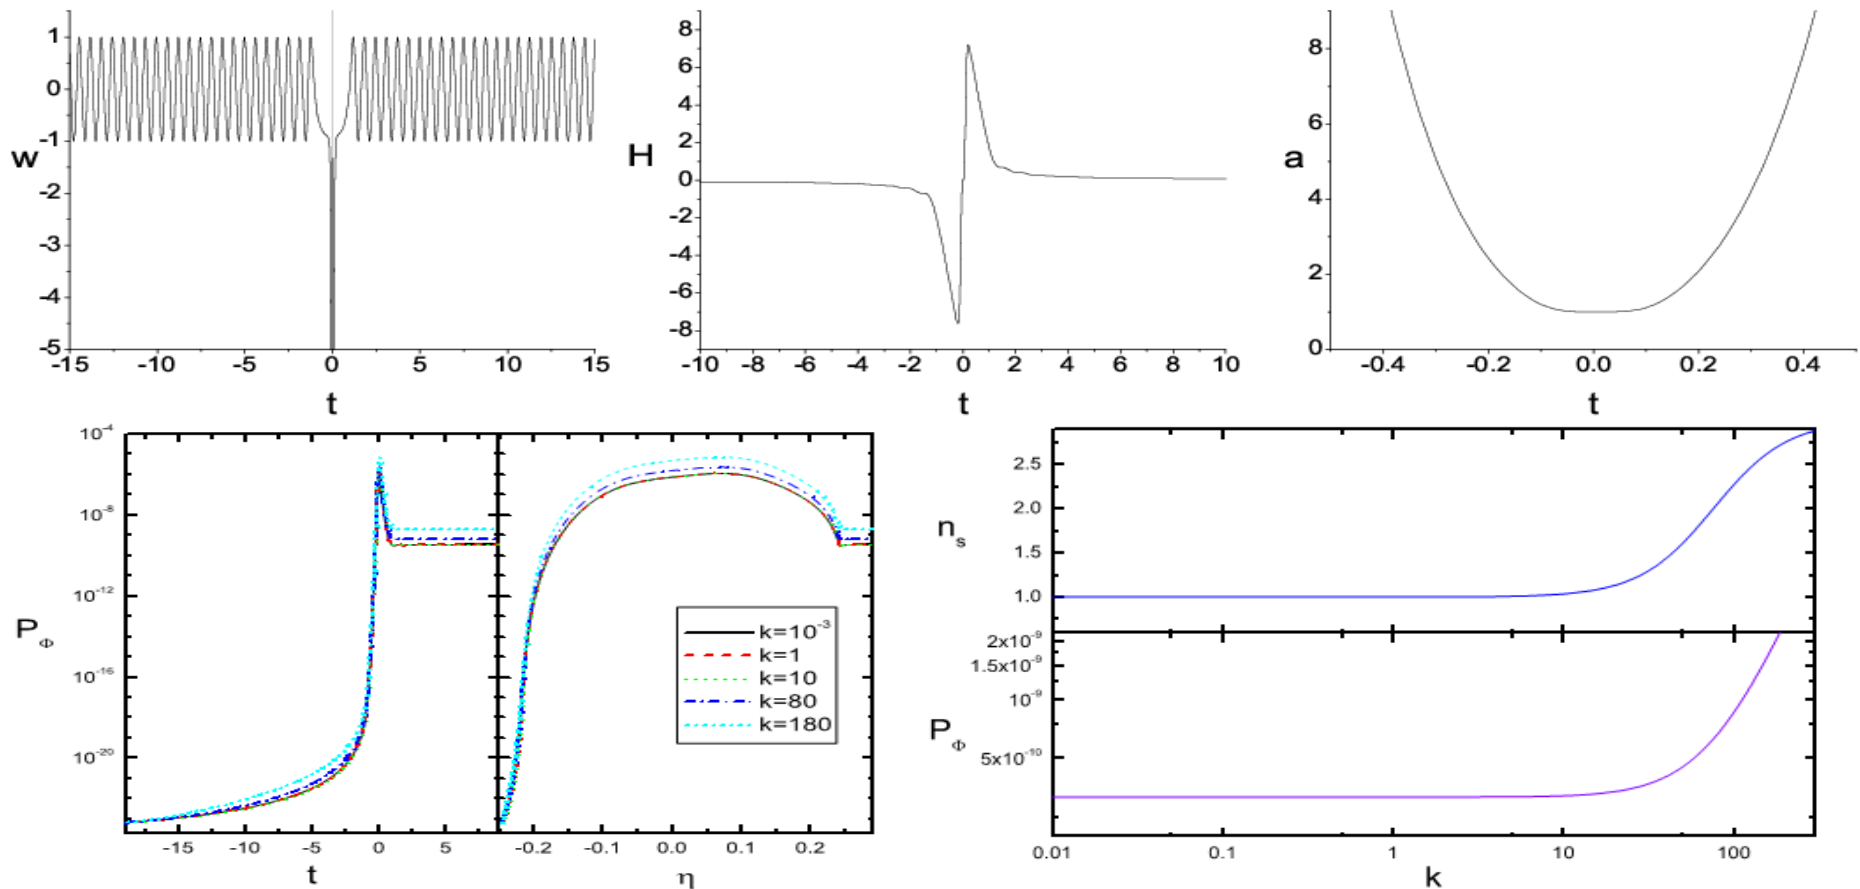 1
0
-1
-2
-3
-4
-5
w
-15 -10 -5 0 5 10 15
t
8
6
4
2
0
-2
-4
-6
-8
H
-10 -8 -6 -4 -2 0 2 4 6 8 10
t
8
6
4
2
0
a
-0.4 -0.2 0.0 0.2 0.4
t
10⁻⁴
10⁻⁸
10⁻¹²
10⁻¹⁶
10⁻²⁰
P_Φ
k=10⁻³
k=1
k=10
k=80
k=180
-15 -10 -5 0 5
t
-0.2 -0.1 0.0 0.1 0.2
η
2.5
2.0
1.5
1.0
n_s
2x10⁻⁹
1.5x10⁻⁹
10⁻⁹
5x10⁻¹⁰
P_Φ
0.01 0.1 1 10 100
k